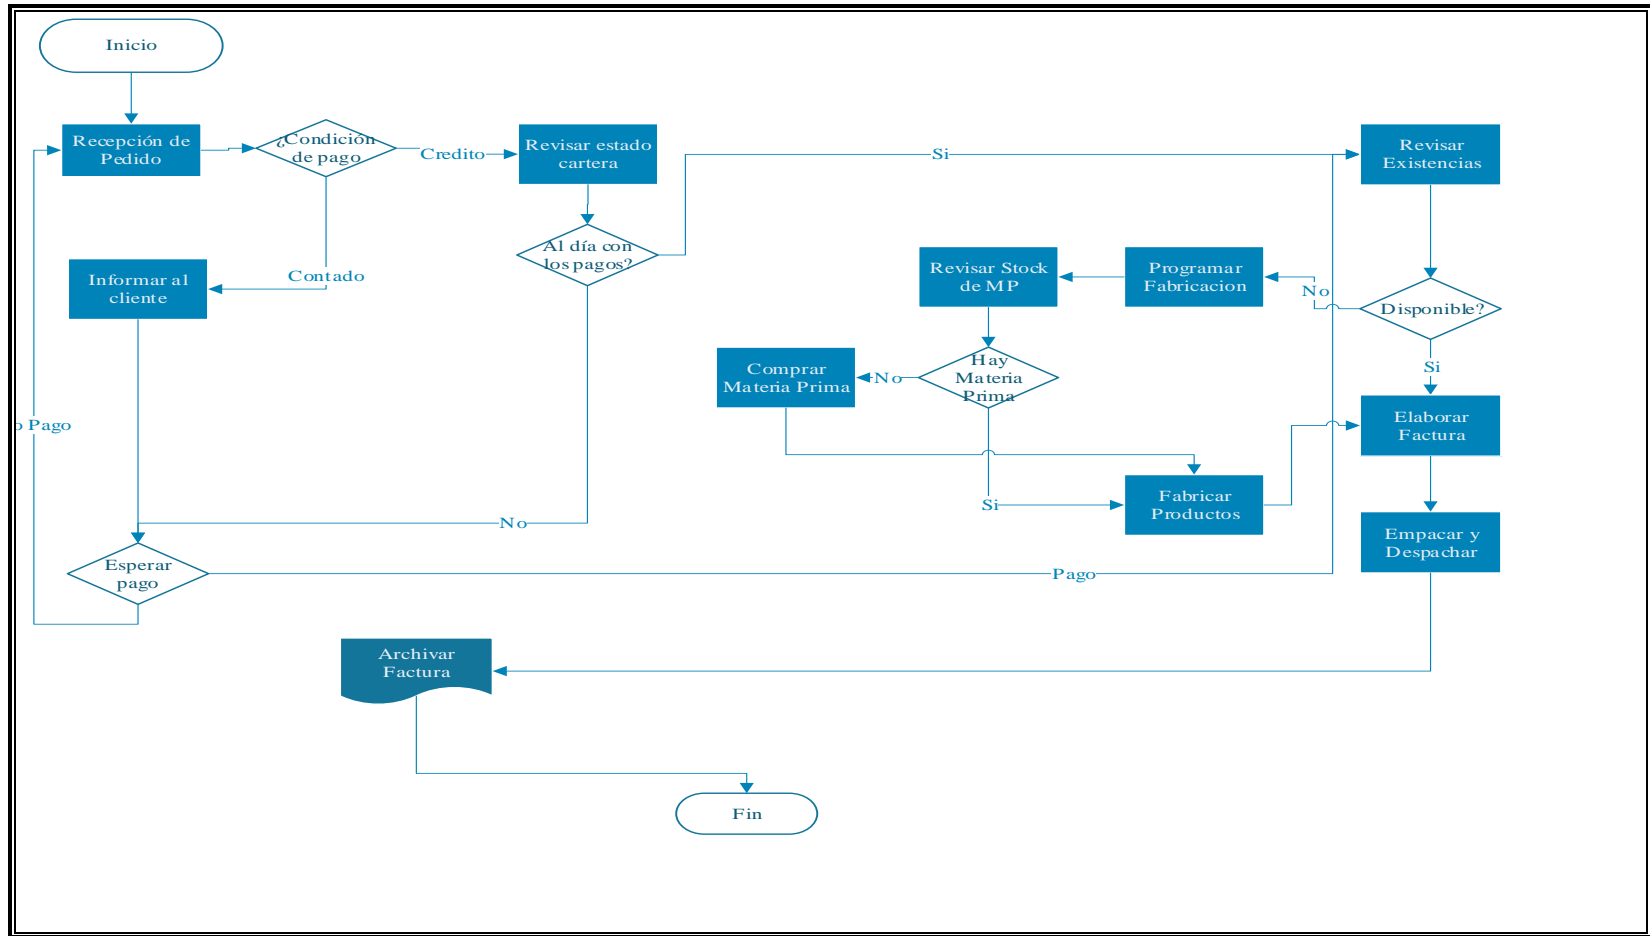 Inicio
Recepción de
Pedido
¿Condición
de pago
Credito
Revisar estado
cartera
Si
Revisar
Existencias
Contado
Informar al
cliente
Al día con
los pagos?
Revisar Stock
de MP
Programar
Fabricacion
No
Disponible?
Si
Comprar
Materia Prima
No
Hay
Materia
Prima
Elaborar
Factura
o Pago
Si
Fabricar
Productos
No
Empacar y
Despachar
Esperar
pago
Pago
Archivar
Factura
Fin